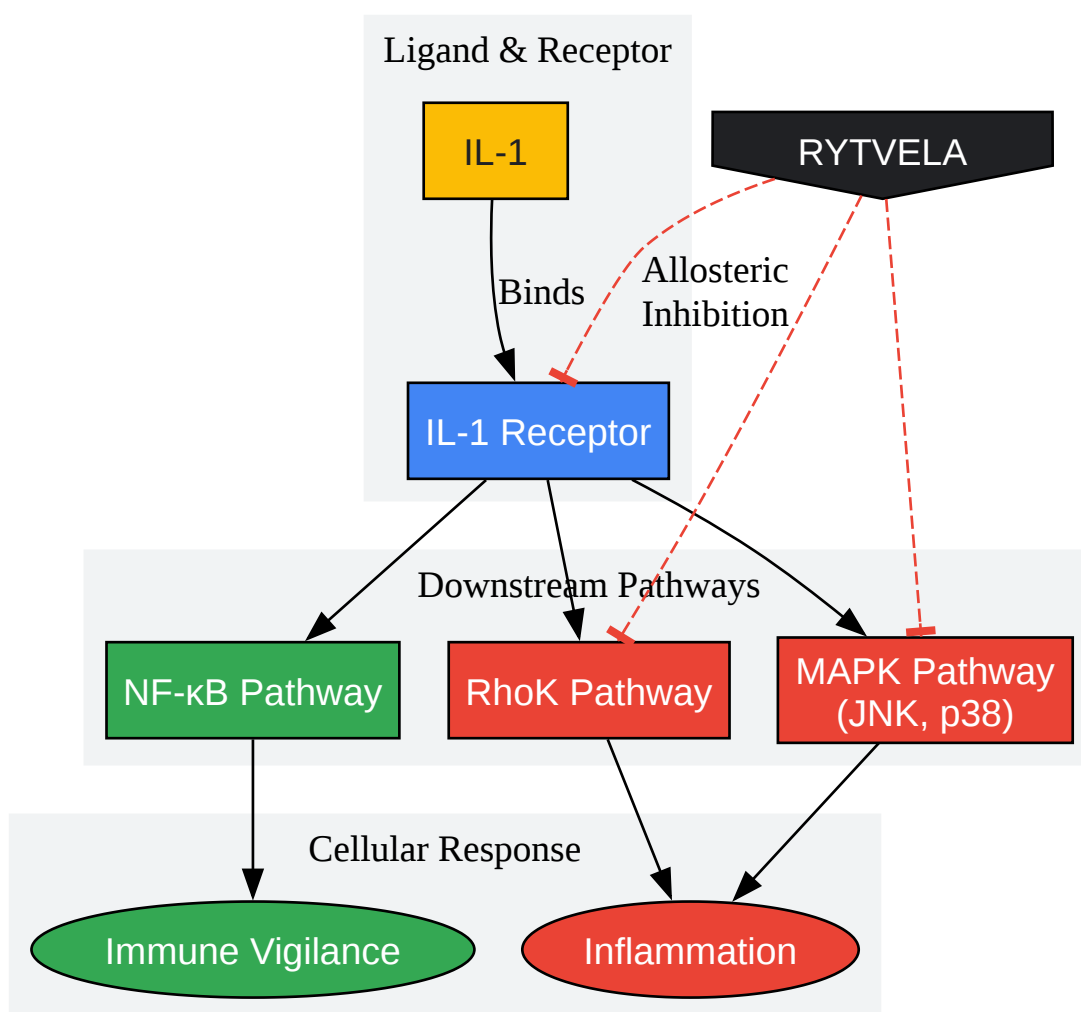 Ligand & Receptor
IL-1
RYTVELA
Binds
Allosteric
Inhibition
IL-1 Receptor
Downstream Pathways
NF-κB Pathway
RhoK Pathway
MAPK Pathway
(JNK, p38)
Cellular Response
Immune Vigilance
Inflammation